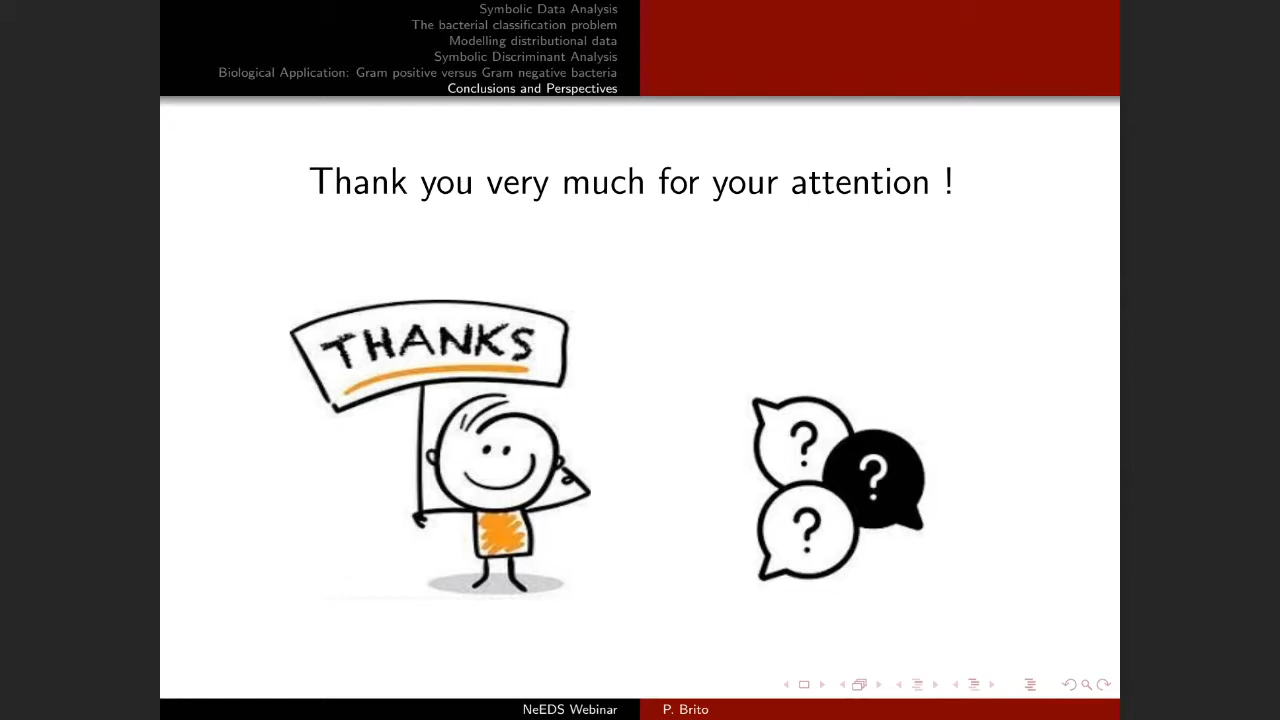 Symbolic Data Analysis
The bacterial classification problem
Modelling distributional data
Symbolic Discriminant Analysis
Biological Application: Gram positive versus Gram negative bacteria
Conclusions and Perspectives
Thank you very much for your attention !
THANKS
?
?
?
NeEDS Webinar
P. Brito